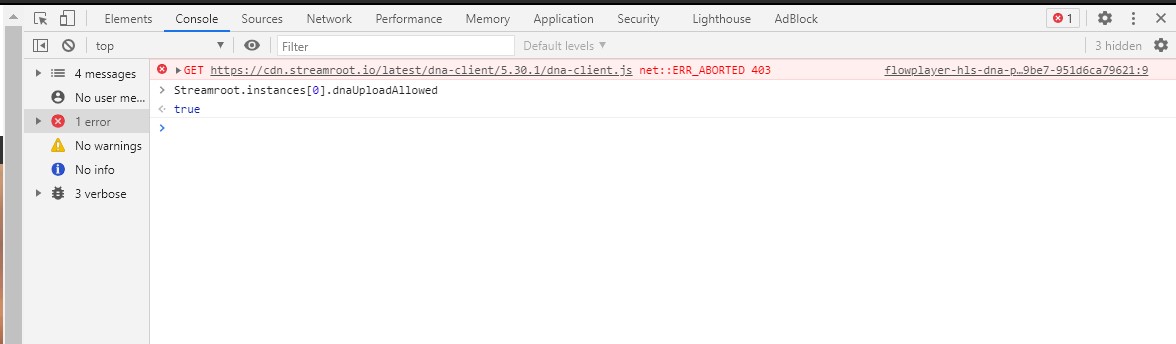 Elements Console Sources Network Performance Memory Application Security Lighthouse AdBlock 1
top Filter Default levels 3 hidden
4 messages
No user me...
1 error
No warnings
No info
3 verbose
GET https://cdn.streamroot.io/latest/dna-client/5.30.1/dna-client.js net::ERR_ABORTED 403 flowplayer-hls-dna-p…9be7-951d6ca79621:9
Streamroot.instances[0].dnaUploadAllowed
true